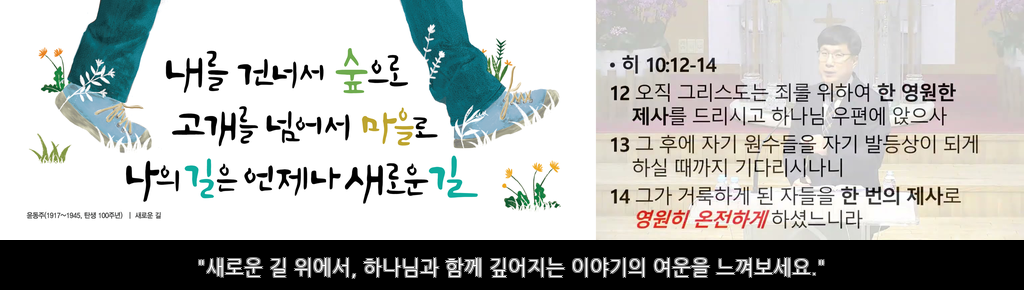 내를 건너서 숲으로
고개를 넘어서 마을로
나의 길은 언제나 새로운 길
윤동주(1917~1945, 탄생 100주년) | 새로운 길
• 히 10:12-14
12 오직 그리스도는 죄를 위하여 한 영원한
제사를 드리시고 하나님 우편에 앉으사
13 그 후에 자기 원수들을 자기 발등상이 되게
하실 때까지 기다리시나니
14 그가 거룩하게 된 자들을 한 번의 제사로
영원히 온전하게 하셨느니라
"새로운 길 위에서, 하나님과 함께 깊어지는 이야기의 여운을 느껴보세요."